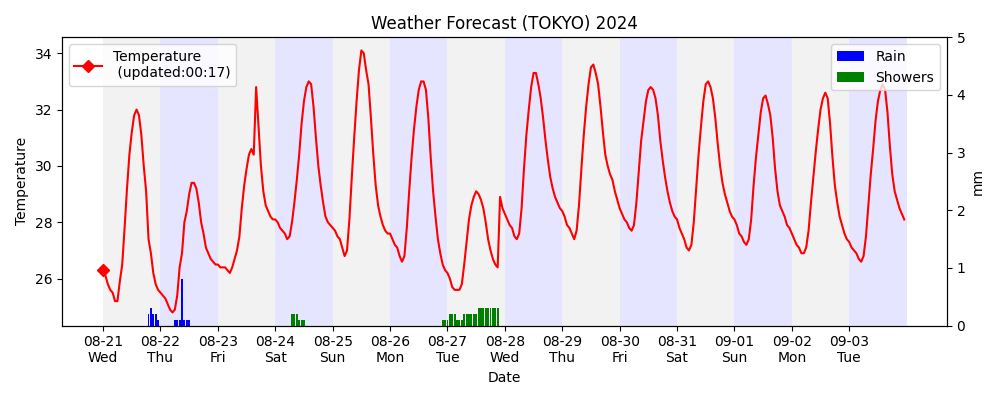 Weather Forecast (TOKYO) 2024
Temperature
(updated:00:17)
Rain
Showers
Temperature
34
32
30
28
26
5
4
3
2
1
0
mm
08-21 08-22 08-23 08-24 08-25 08-26 08-27 08-28 08-29 08-30 08-31 09-01 09-02 09-03
Wed Thu Fri Sat Sun Mon Tue Wed Thu Fri Sat Sun Mon Tue
Date